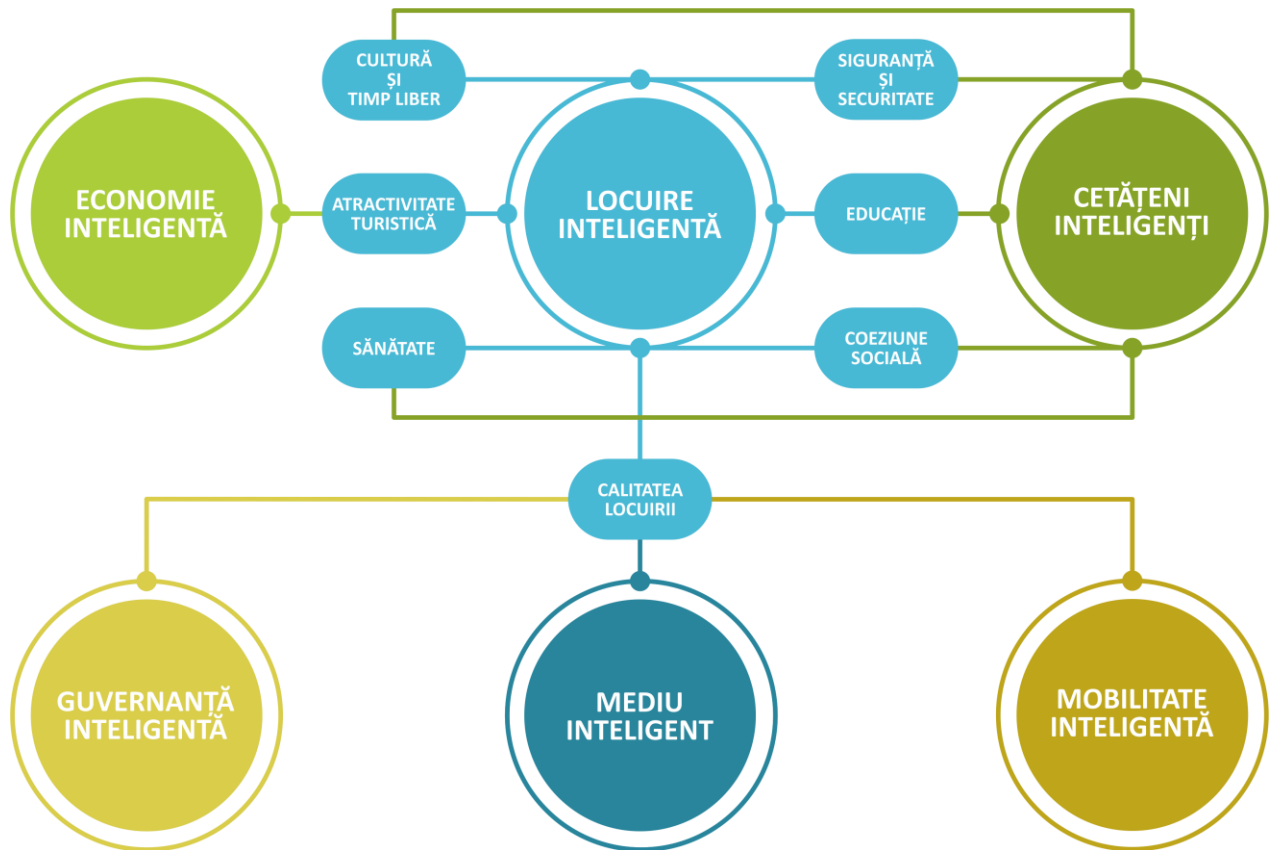 CULTURĂ
ȘI
TIMP LIBER
SIGURANȚĂ
ȘI
SECURITATE
ECONOMIE
INTELIGENTĂ
ATRACTIVITATE
TURISTICĂ
LOCUIRE
INTELIGENTĂ
EDUCAȚIE
CETĂȚENI
INTELIGENȚI
SĂNĂTATE
COEZIUNE
SOCIALĂ
CALITATEA
LOCUIRII
GUVERNANȚĂ
INTELIGENTĂ
MEDIU
INTELIGENT
MOBILITATE
INTELIGENTĂ